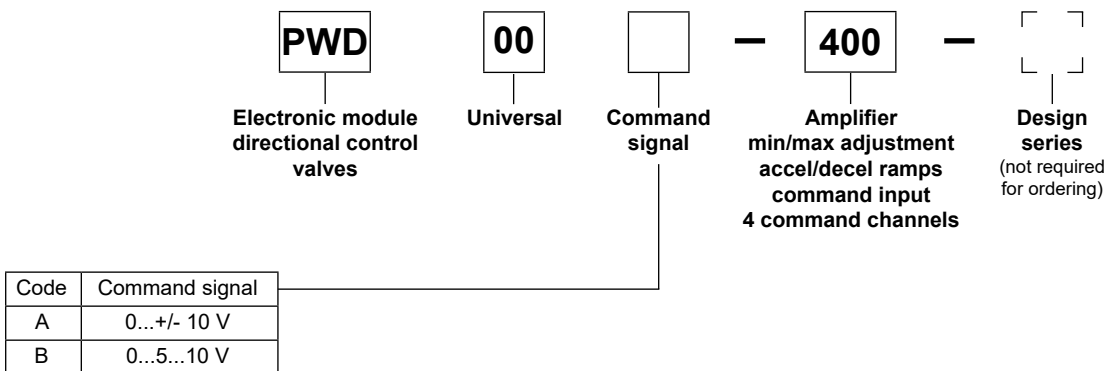 PWD 00 – 400 –
Electronic module
directional control
valves
Universal
Command
signal
Amplifier
min/max adjustment
accel/decel ramps
command input
4 command channels
Design
series
(not required
for ordering)
Code Command signal
A 0...+/- 10 V
B 0...5...10 V